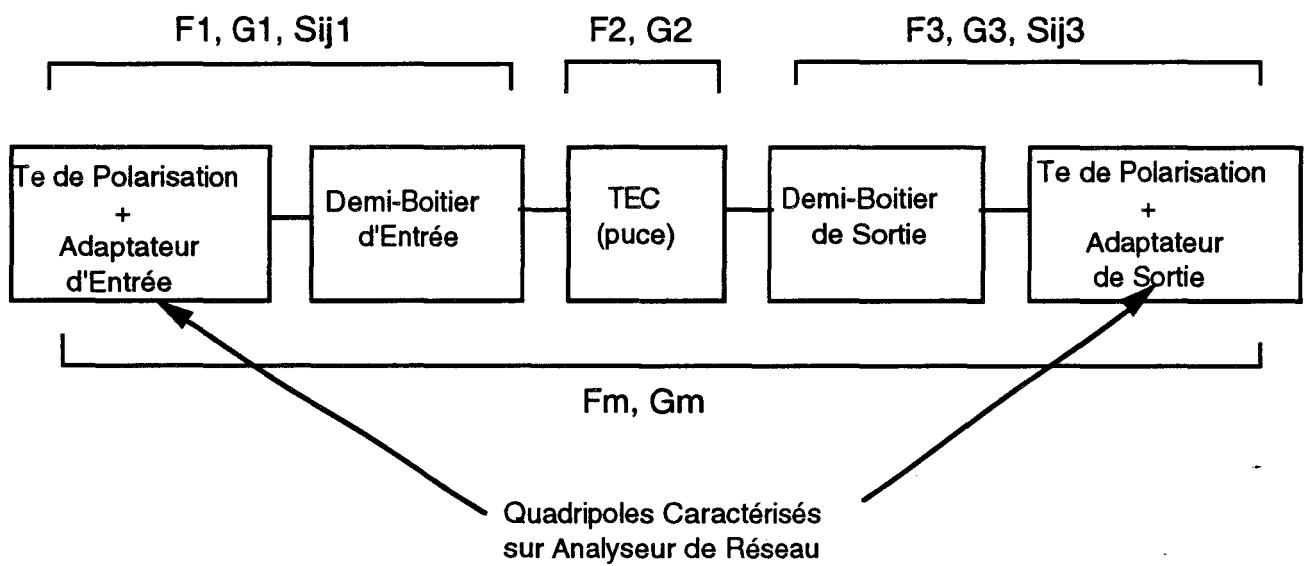 F1, G1, Sij1
F2, G2
F3, G3, Sij3
Te de Polarisation
+
Adaptateur
d'Entrée
Demi-Boitier
d'Entrée
TEC
(puce)
Demi-Boitier
de Sortie
Te de Polarisation
+
Adaptateur
de Sortie
Fm, Gm
Quadripoles Caractérisés
sur Analyseur de Réseau